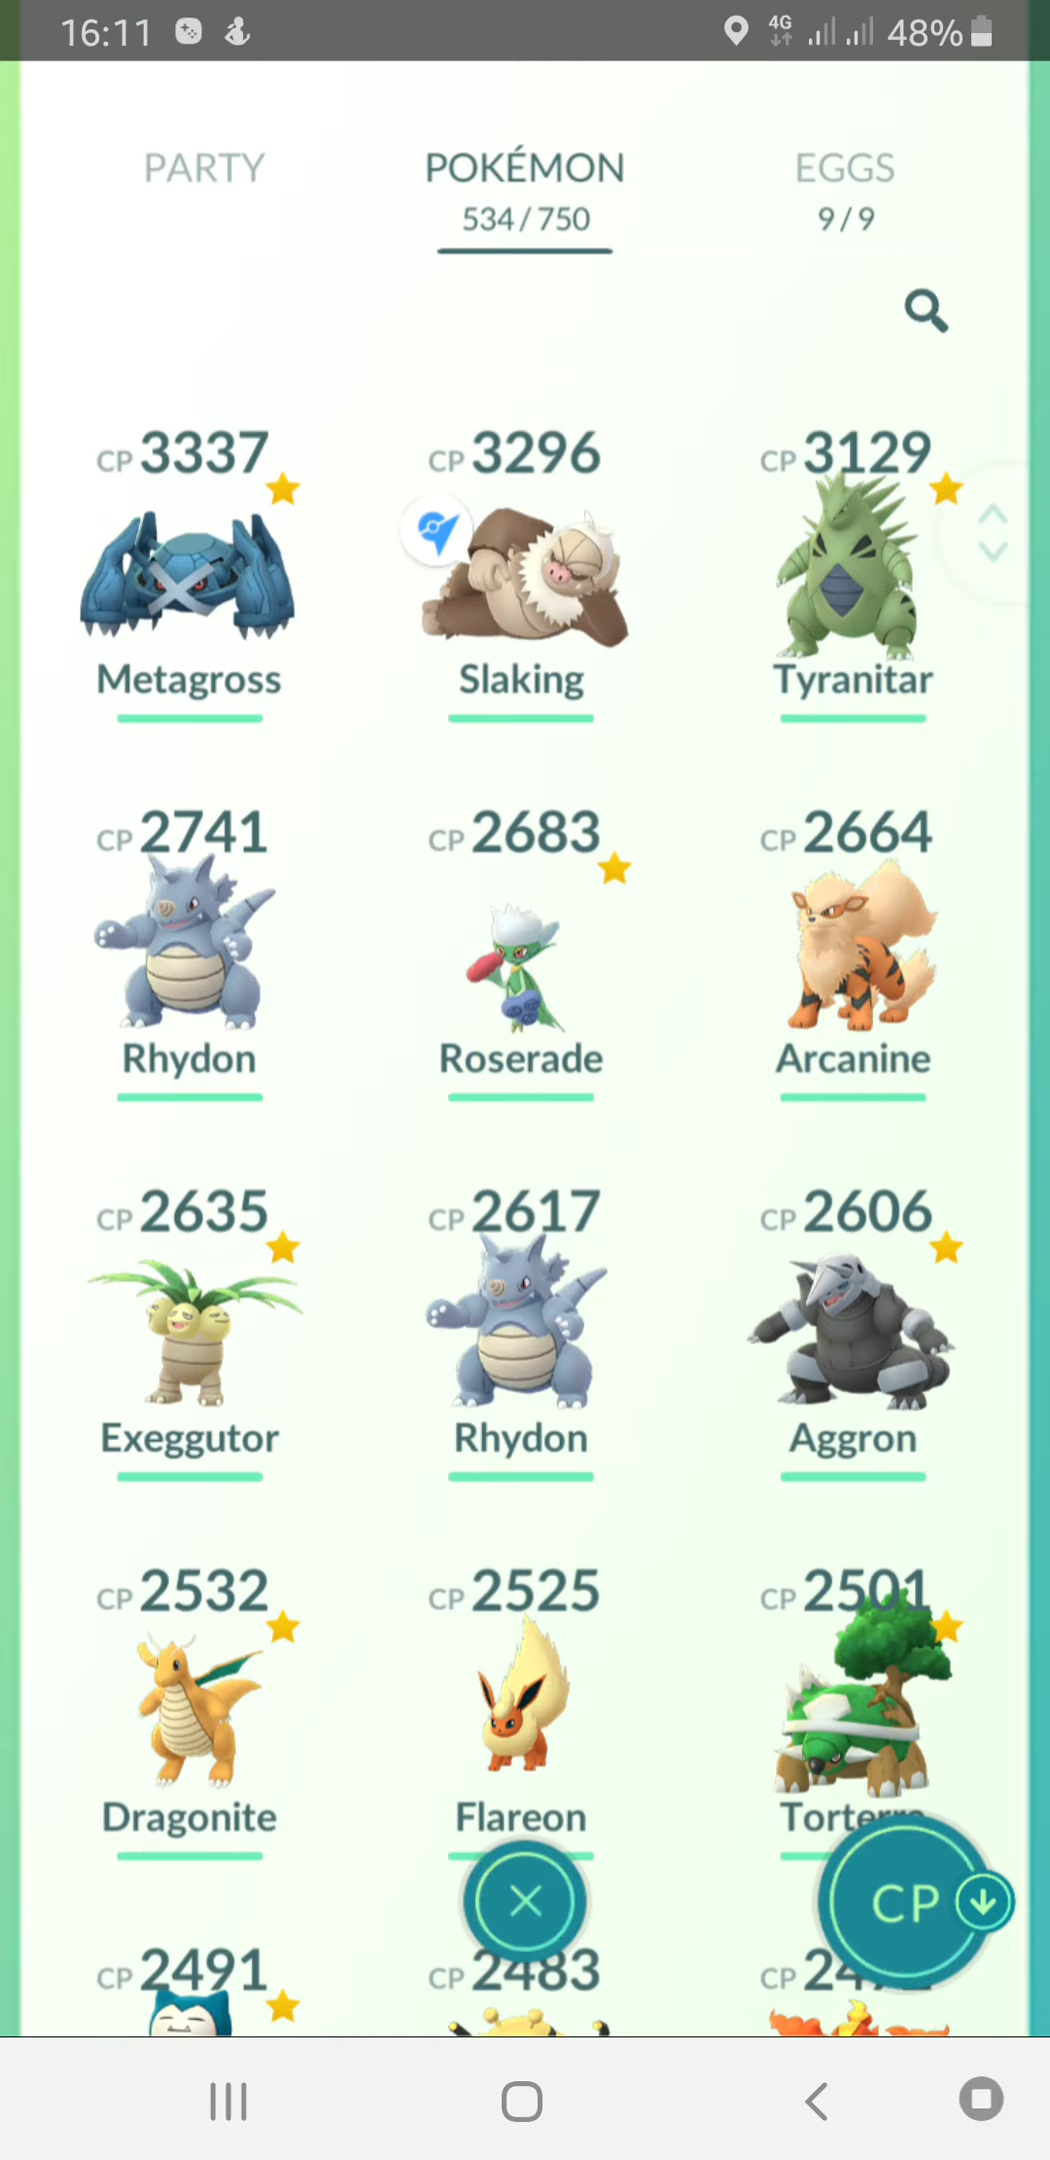 16:11 4G 48%
PARTY POKÉMON EGGS
534 / 750 9 / 9
CP 3337 CP 3296 CP 3129
Metagross Slaking Tyranitar
CP 2741 CP 2683 CP 2664
Rhydon Roserade Arcanine
CP 2635 CP 2617 CP 2606
Exeggutor Rhydon Aggron
CP 2532 CP 2525 CP 2501
Dragonite Flareon Torterra
CP
CP 2491 CP 2483 CP